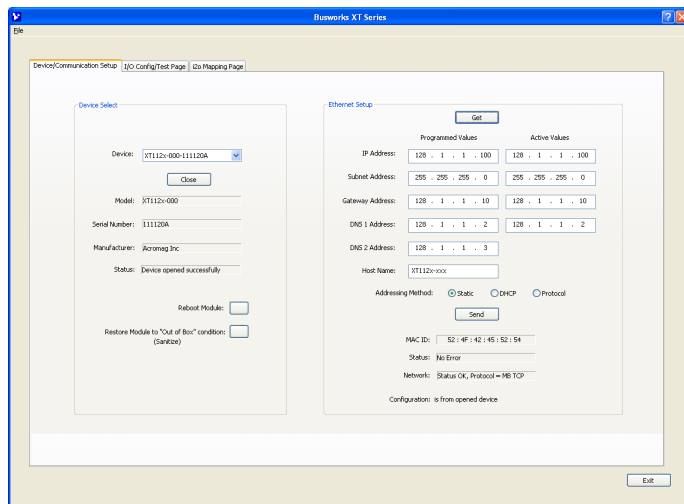 Busworks XT Series
File
Device/Communication Setup I/O Config/Test Page i2o Mapping Page
Device Select
Device: XT112x-000-111120A
Close
Model: XT112x-000
Serial Number: 111120A
Manufacturer: Acromag Inc
Status: Device opened successfully
Reboot Module:
Restore Module to "Out of Box" condition:
(Sanitize)
Ethernet Setup
Get
Programmed Values Active Values
IP Address: 128 . 1 . 1 . 100 128 . 1 . 1 . 100
Subnet Address: 255 . 255 . 255 . 0 255 . 255 . 255 . 0
Gateway Address: 128 . 1 . 1 . 10 128 . 1 . 1 . 10
DNS 1 Address: 128 . 1 . 1 . 2 128 . 1 . 1 . 2
DNS 2 Address: 128 . 1 . 1 . 3
Host Name: XT112x-xxx
Addressing Method: Static DHCP Protocol
Send
MAC ID: 52 : 4F : 42 : 45 : 52 : 54
Status: No Error
Network: Status OK, Protocol = MB TCP
Configuration: is from opened device
Exit